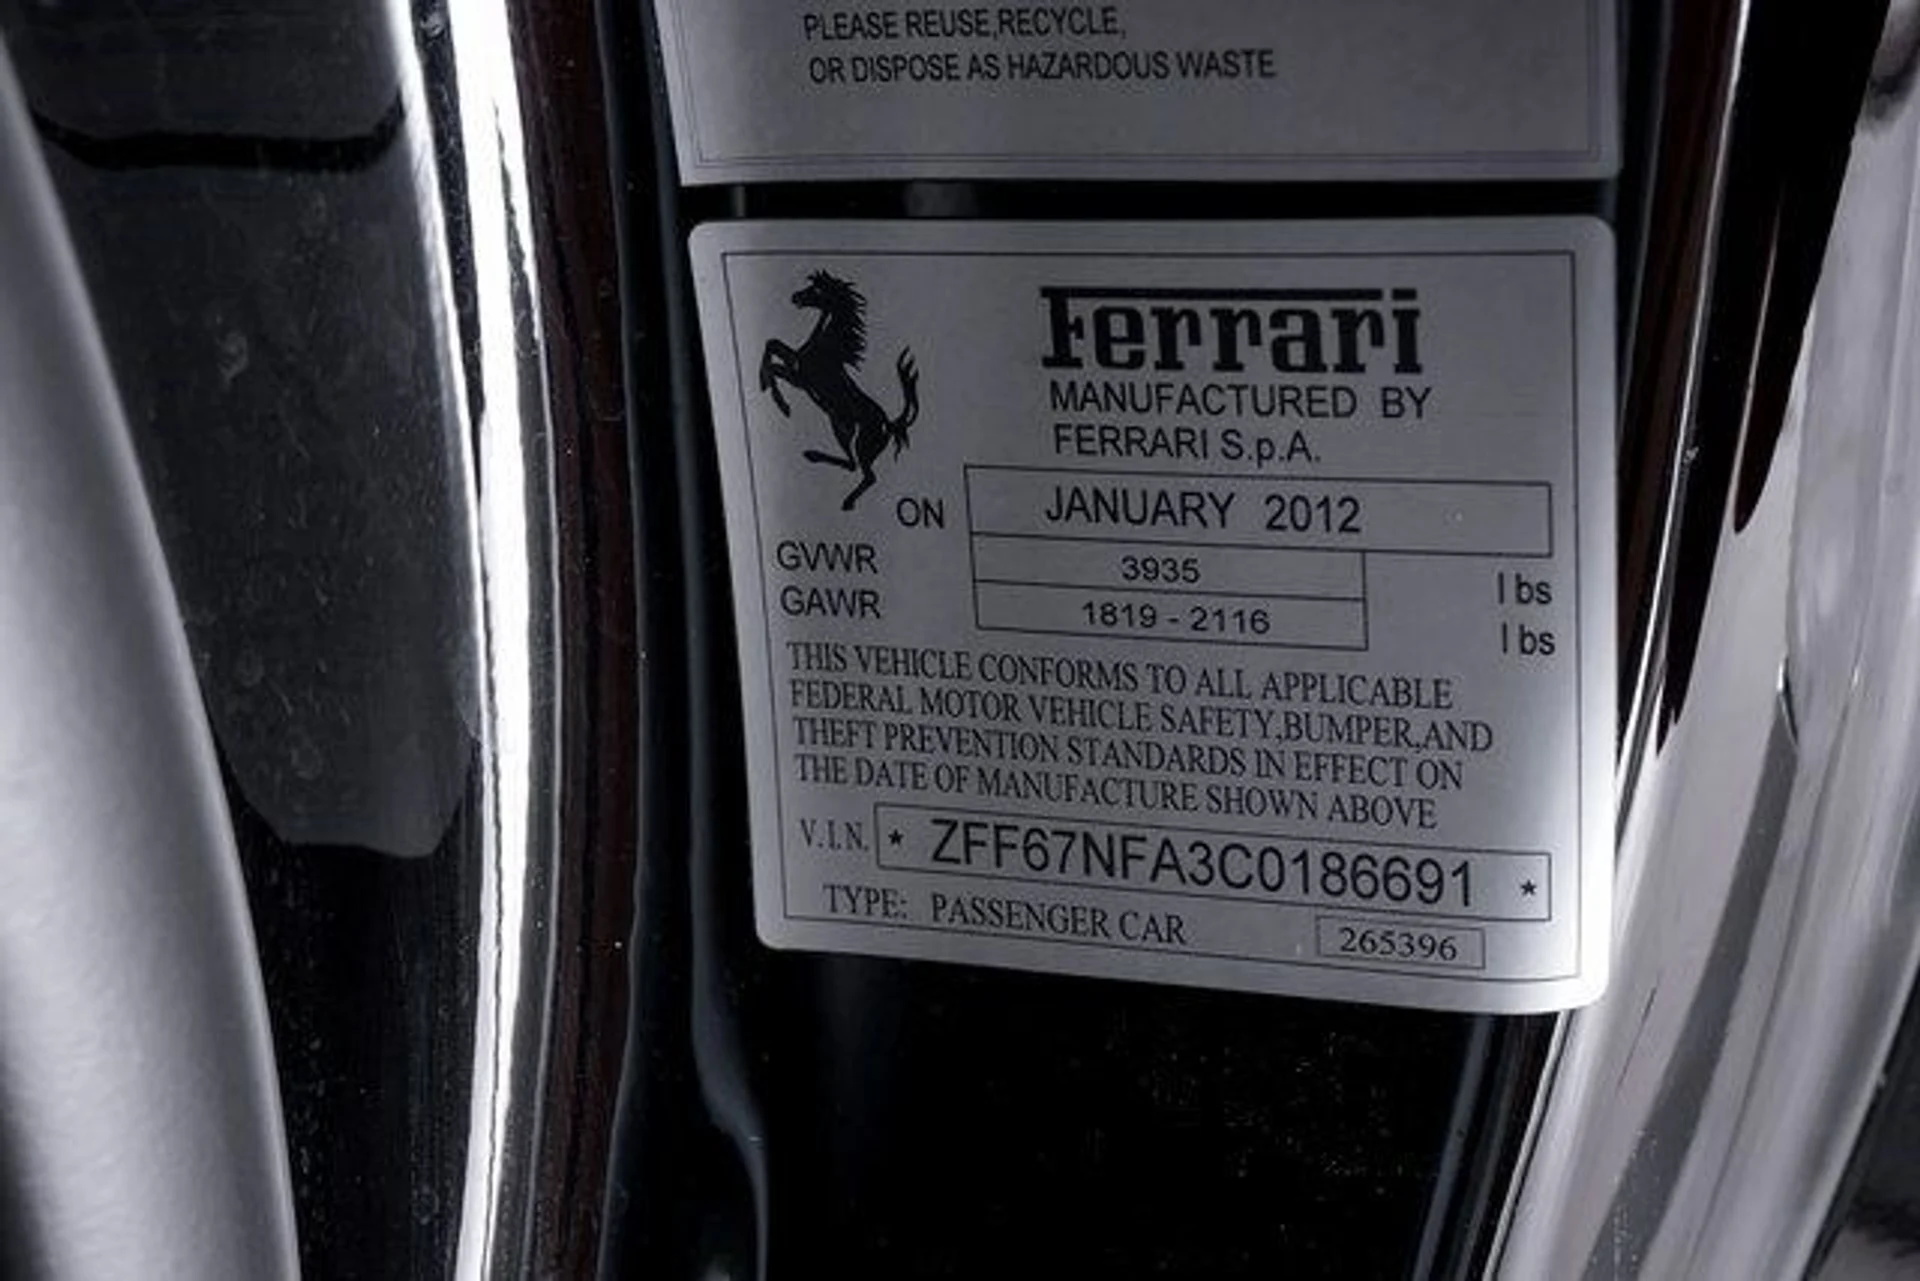 PLEASE REUSE,RECYCLE,
OR DISPOSE AS HAZARDOUS WASTE
Ferrari
MANUFACTURED BY
FERRARI S.p.A.
ON JANUARY 2012
GVWR 3935 lbs
GAWR 1819 - 2116 lbs
THIS VEHICLE CONFORMS TO ALL APPLICABLE
FEDERAL MOTOR VEHICLE SAFETY,BUMPER,AND
THEFT PREVENTION STANDARDS IN EFFECT ON
THE DATE OF MANUFACTURE SHOWN ABOVE
V.I.N. * ZFF67NFA3C0186691 *
TYPE: PASSENGER CAR 265396